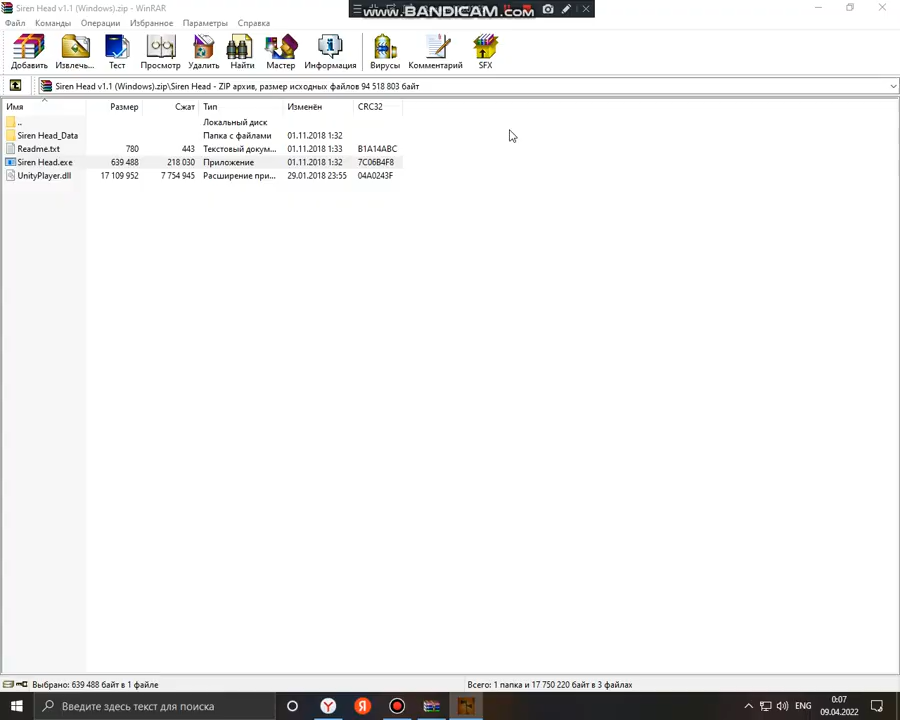 Siren Head v1.1 (Windows).zip - WinRAR
www.BANDICAM.com
Файл Команды Операции Избранное Параметры Справка
Добавить Извлечь... Тест Просмотр Удалить Найти Мастер Информация Вирусы Комментарий SFX
Siren Head v1.1 (Windows).zip\Siren Head - ZIP архив, размер исходных файлов 94 518 803 байт
Имя Размер Сжат Тип Изменён CRC32
.. Локальный диск
Siren Head_Data Папка с файлами 01.11.2018 1:32
Readme.txt 780 443 Текстовый докум... 01.11.2018 1:33 B1A14ABC
Siren Head.exe 639 488 218 030 Приложение 01.11.2018 1:32 7C06B4F8
UnityPlayer.dll 17 109 952 7 754 945 Расширение при... 29.01.2018 23:55 04A0243F
Выбрано: 639 488 байт в 1 файле Всего: 1 папка и 17 750 220 байт в 3 файлах
Введите здесь текст для поиска
ENG
0:07
09.04.2022